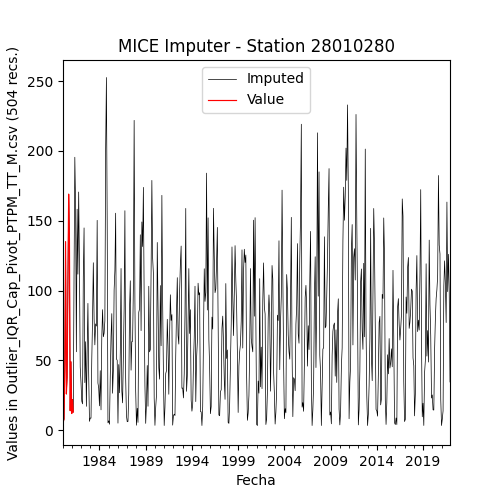 MICE Imputer - Station 28010280
Values in Outlier_IQR_Cap_Pivot_PTPM_TT_M.csv (504 recs.)
Imputed
Value
250
200
150
100
50
0
1984 1989 1994 1999 2004 2009 2014 2019
Fecha